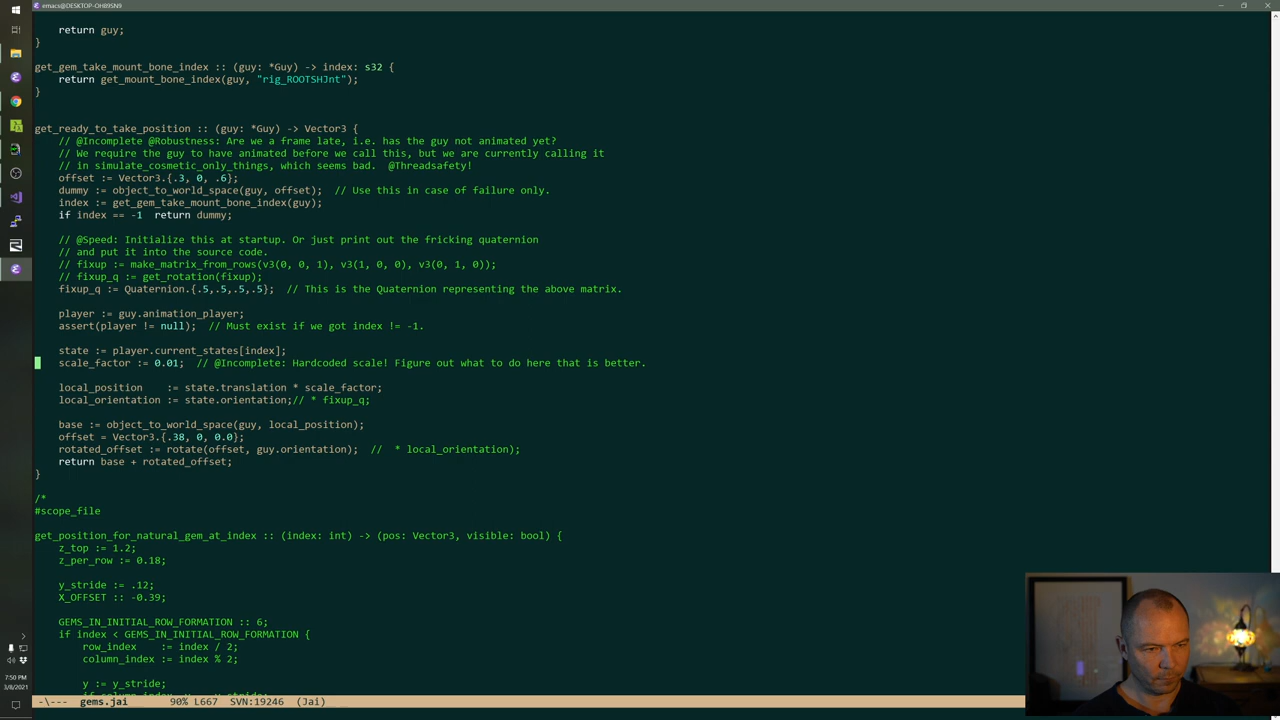 emacs@DESKTOP-OH89SN9
    return guy;
}
get_gem_take_mount_bone_index :: (guy: *Guy) -> index: s32 {
    return get_mount_bone_index(guy, "rig_ROOTSHJnt");
}
get_ready_to_take_position :: (guy: *Guy) -> Vector3 {
    // @Incomplete @Robustness: Are we a frame late, i.e. has the guy not animated yet?
    // We require the guy to have animated before we call this, but we are currently calling it
    // in simulate_cosmetic_only_things, which seems bad.  @Threadsafety!
    offset := Vector3.{.3, 0, .6};
    dummy := object_to_world_space(guy, offset);  // Use this in case of failure only.
    index := get_gem_take_mount_bone_index(guy);
    if index == -1  return dummy;
    // @Speed: Initialize this at startup. Or just print out the fricking quaternion
    // and put it into the source code.
    // fixup := make_matrix_from_rows(v3(0, 0, 1), v3(1, 0, 0), v3(0, 1, 0));
    // fixup_q := get_rotation(fixup);
    fixup_q := Quaternion.{.5,.5,.5,.5};  // This is the Quaternion representing the above matrix.
    player := guy.animation_player;
    assert(player != null);  // Must exist if we got index != -1.
    state := player.current_states[index];
    scale_factor := 0.01;  // @Incomplete: Hardcoded scale! Figure out what to do here that is better.
    local_position    := state.translation * scale_factor;
    local_orientation := state.orientation;// * fixup_q;
    base := object_to_world_space(guy, local_position);
    offset = Vector3.{.38, 0, 0.0};
    rotated_offset := rotate(offset, guy.orientation);  //  * local_orientation);
    return base + rotated_offset;
}
/*
#scope_file
get_position_for_natural_gem_at_index :: (index: int) -> (pos: Vector3, visible: bool) {
    z_top := 1.2;
    z_per_row := 0.18;
    y_stride := .12;
    X_OFFSET :: -0.39;
    GEMS_IN_INITIAL_ROW_FORMATION :: 6;
    if index < GEMS_IN_INITIAL_ROW_FORMATION {
        row_index    := index / 2;
        column_index := index % 2;
        y := y_stride;
-\---  gems.jai       90% L667   SVN:19246  (Jai)
7:50 PM
3/8/2021